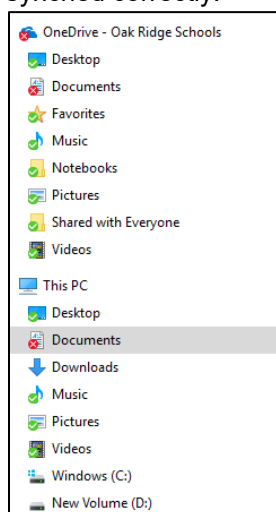 synched correctly.
OneDrive - Oak Ridge Schools
Desktop
Documents
Favorites
Music
Notebooks
Pictures
Shared with Everyone
Videos
This PC
Desktop
Documents
Downloads
Music
Pictures
Videos
Windows (C:)
New Volume (D:)